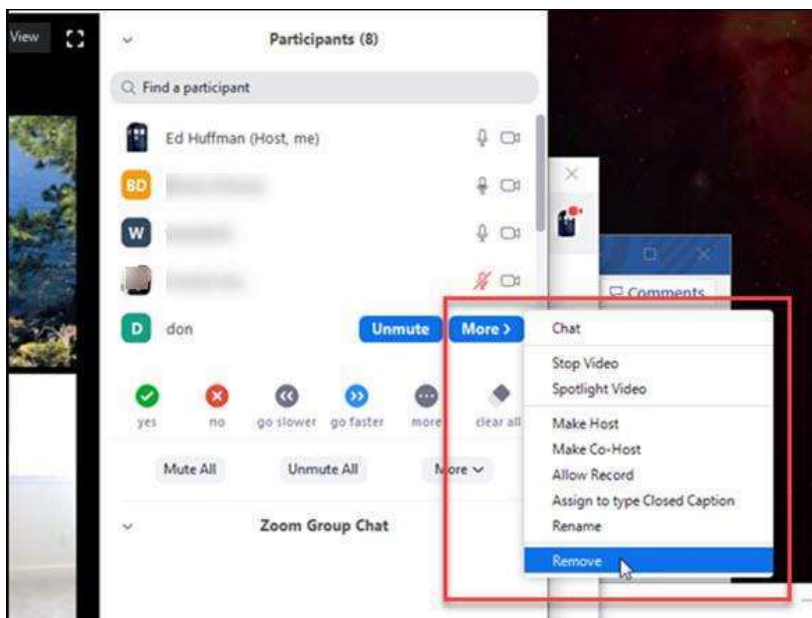 View
Participants (8)
Find a participant
Ed Huffman (Host, me)
BD
W
D don Unmute More >
Comments
Chat
Stop Video
Spotlight Video
Make Host
Make Co-Host
Allow Record
Assign to type Closed Caption
Rename
Remove
yes no go slower go faster more clear all
Mute All Unmute All More
Zoom Group Chat